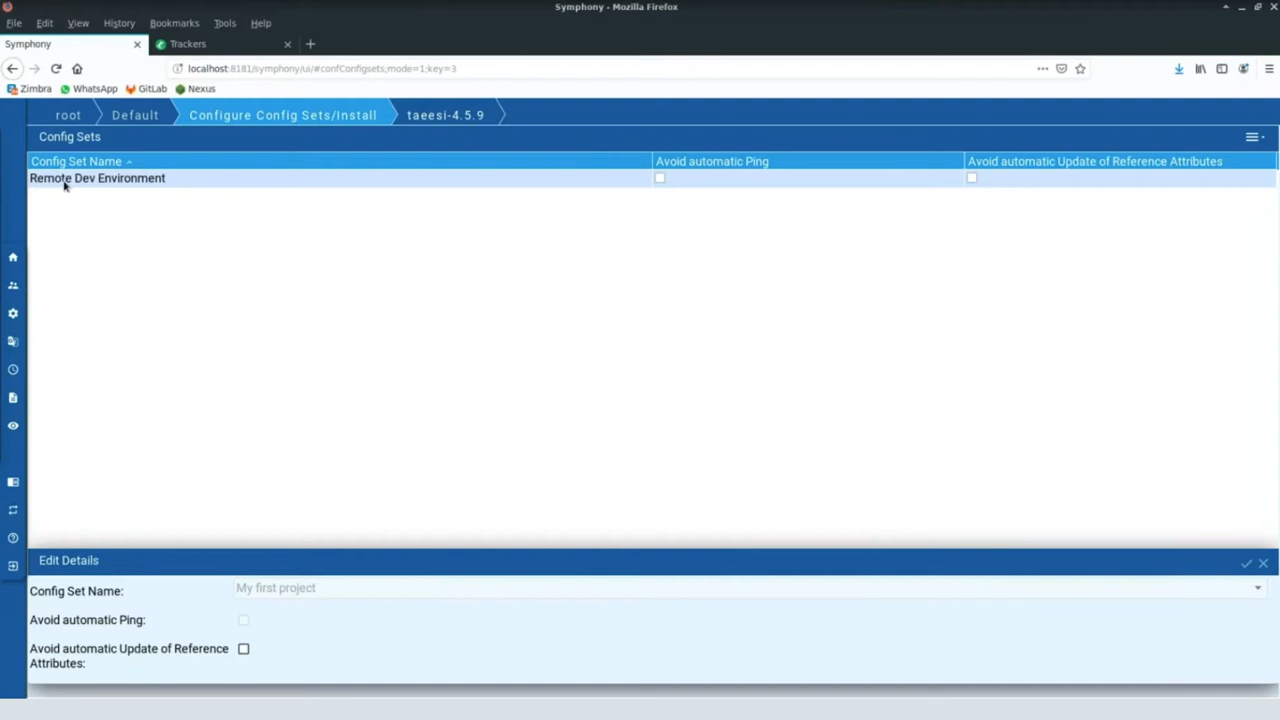 Symphony - Mozilla Firefox
File Edit View History Bookmarks Tools Help
Symphony Trackers
localhost:8181/symphony/ui/#confConfigsets;mode=1;key=3
Zimbra WhatsApp GitLab Nexus
root Default Configure Config Sets/Install taeesi-4.5.9
Config Sets
Config Set Name Avoid automatic Ping Avoid automatic Update of Reference Attributes
Remote Dev Environment
Edit Details
Config Set Name: My first project
Avoid automatic Ping:
Avoid automatic Update of Reference
Attributes: